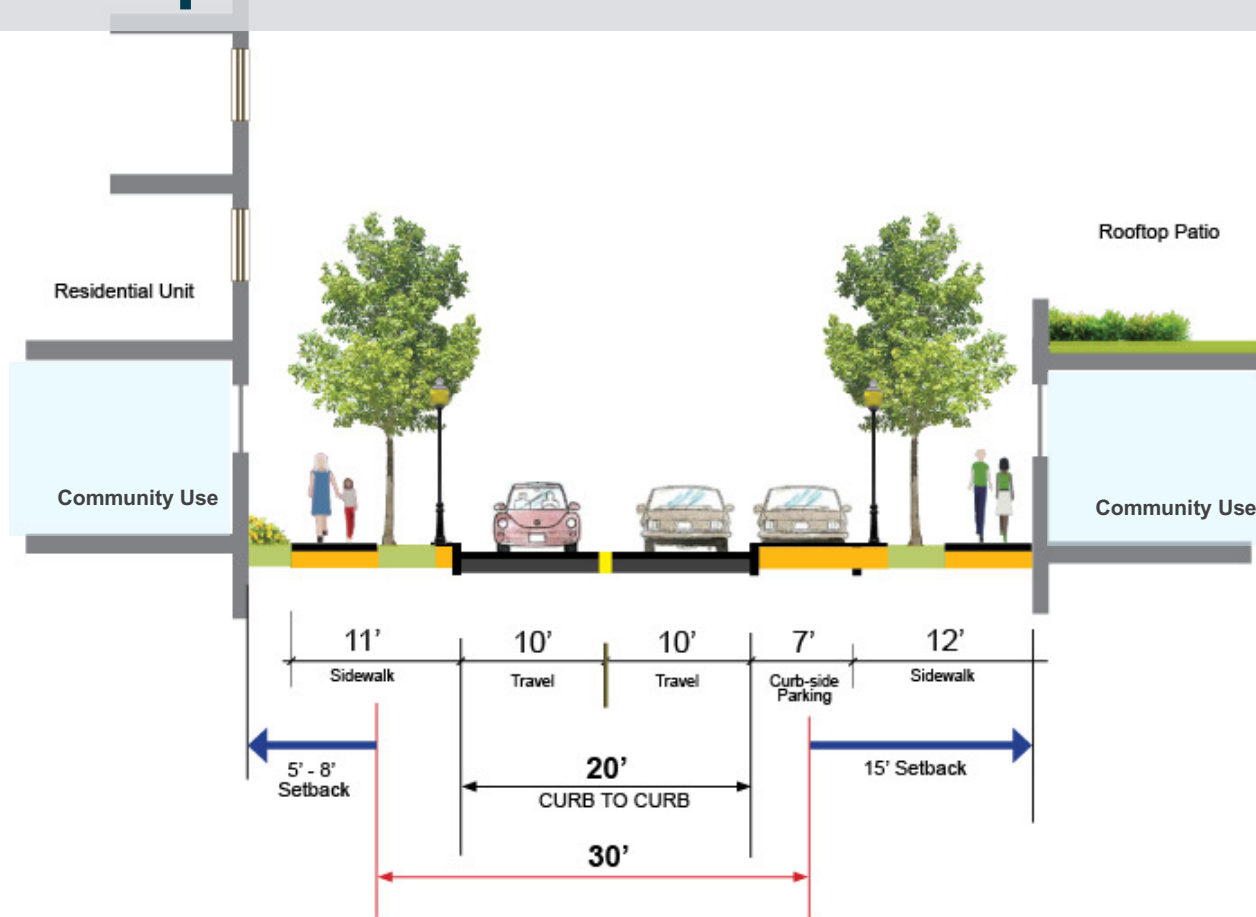 Rooftop Patio
Residential Unit
Community Use
Community Use
11’
10’
10’
7’
12’
Sidewalk
Travel
Travel
Curb-side
Parking
Sidewalk
5’ - 8’
Setback
20’
CURB TO CURB
15’ Setback
30’